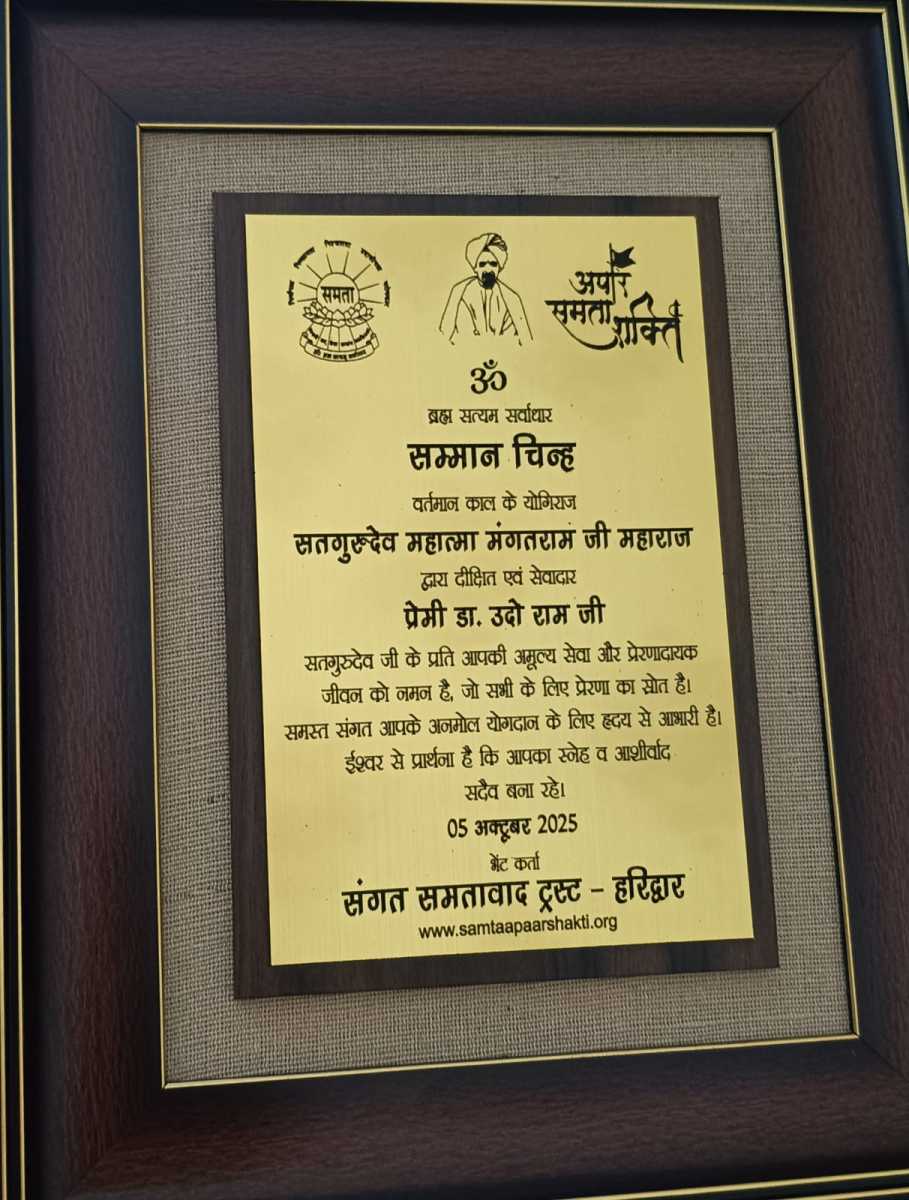 समता
अपार
समता
शक्ति
ॐ
ब्रह्म सत्यम सर्वाधार
सम्मान चिन्ह
वर्तमान काल के योगिराज
सतगुरूदेव महात्मा मंगतराम जी महाराज
द्वारा दीक्षित एवं सेवादार
प्रेमी डा. उदो राम जी
सतगुरुदेव जी के प्रति आपकी अमूल्य सेवा और प्रेरणादायक
जीवन को नमन है, जो सभी के लिए प्रेरणा का स्रोत है।
समस्त संगत आपके अनमोल योगदान के लिए हृदय से आभारी है।
ईश्वर से प्रार्थना है कि आपका स्नेह व आशीर्वाद
सदैव बना रहे।
05 अक्टूबर 2025
भेंट कर्ता
संगत समतावाद ट्रस्ट – हरिद्वार
www.samtaapaarshakti.org